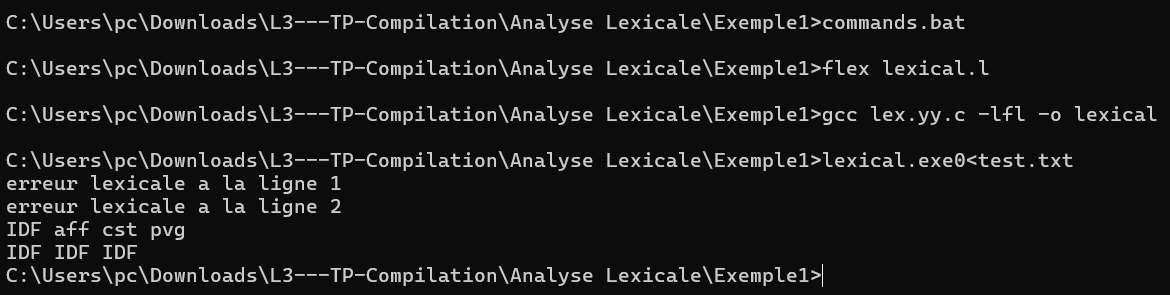 C:\Users\pc\Downloads\L3---TP-Compilation\Analyse Lexicale\Exemple1>commands.bat
C:\Users\pc\Downloads\L3---TP-Compilation\Analyse Lexicale\Exemple1>flex lexical.l
C:\Users\pc\Downloads\L3---TP-Compilation\Analyse Lexicale\Exemple1>gcc lex.yy.c -lfl -o lexical
C:\Users\pc\Downloads\L3---TP-Compilation\Analyse Lexicale\Exemple1>lexical.exe0<test.txt
erreur lexicale a la ligne 1
erreur lexicale a la ligne 2
IDF aff cst pvg
IDF IDF IDF
C:\Users\pc\Downloads\L3---TP-Compilation\Analyse Lexicale\Exemple1>